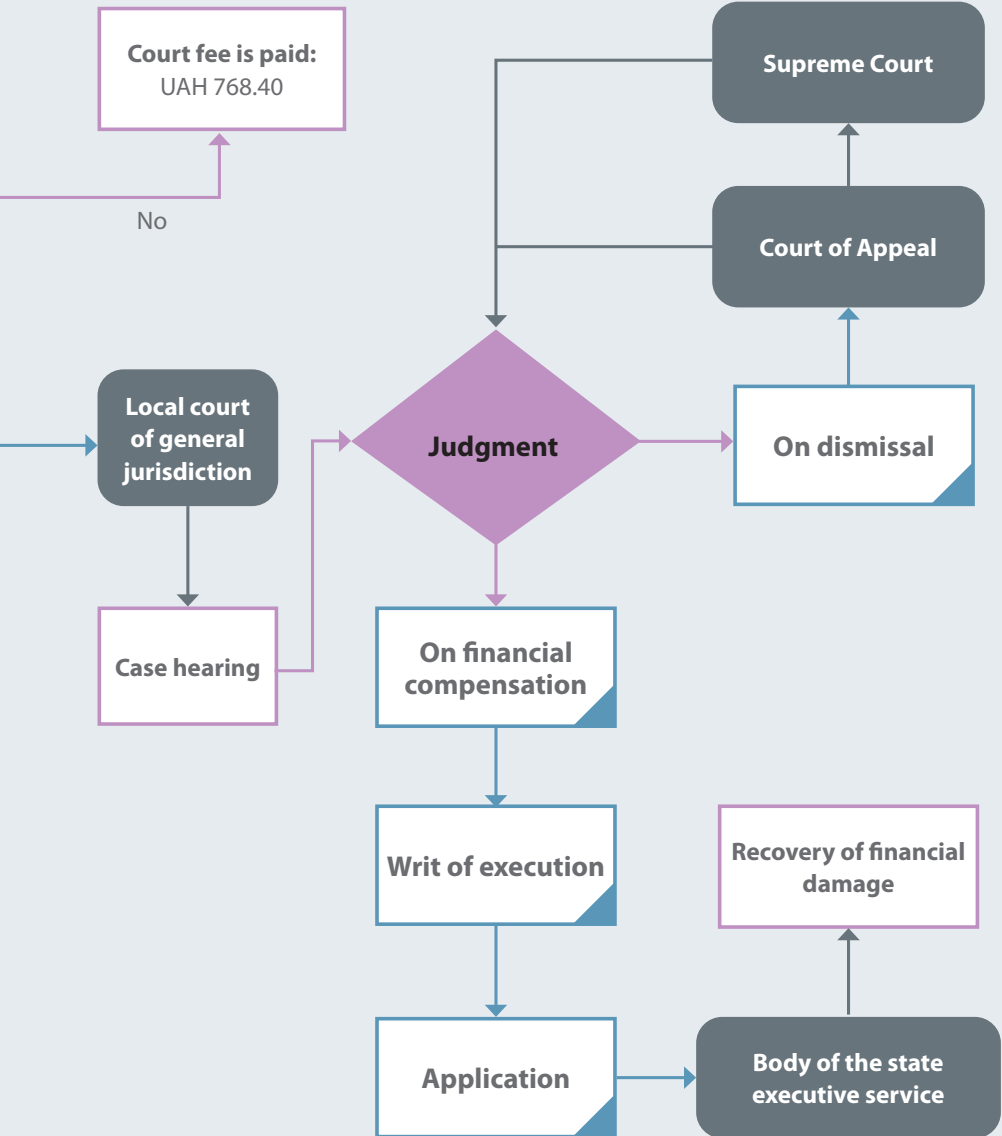 Court fee is paid:
UAH 768.40
No
Supreme Court
Court of Appeal
Local court
of general
jurisdiction
Judgment
On dismissal
Case hearing
On financial
compensation
Writ of execution
Recovery of financial
damage
Application
Body of the state
executive service